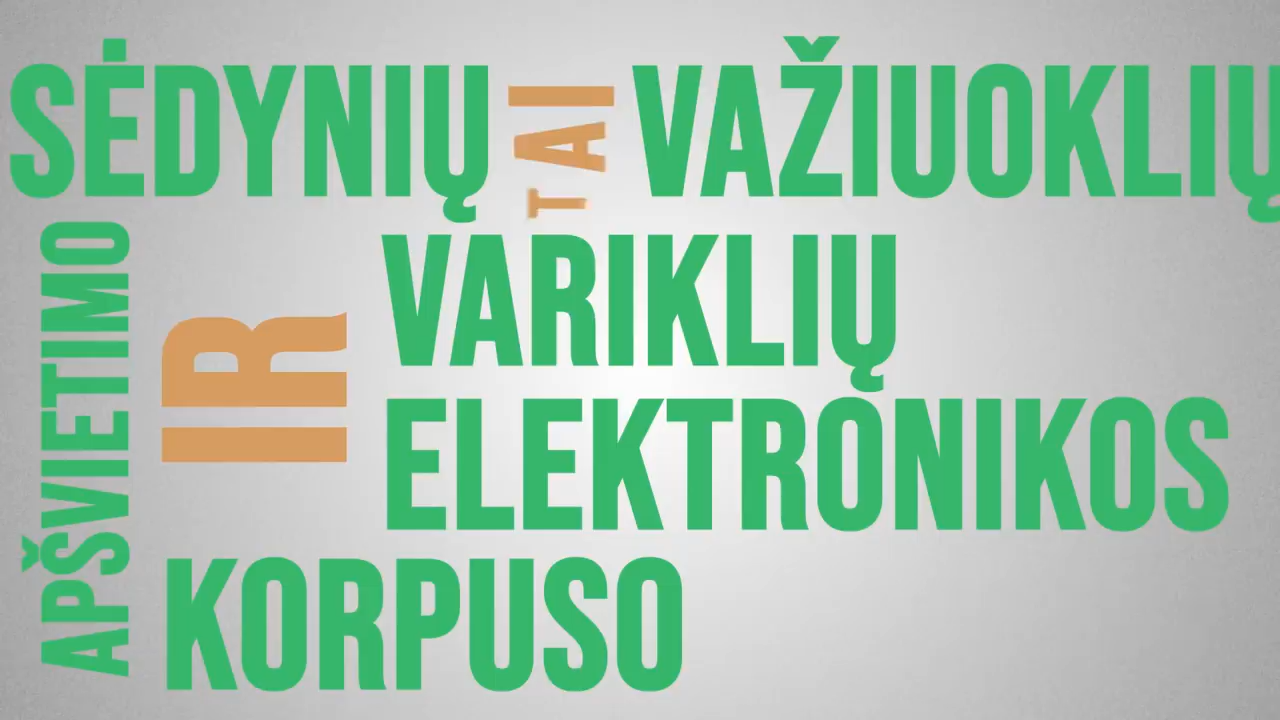 SĖDYNIŲ
TAI
VAŽIUOKLIŲ
APŠVIETIMO
IR
VARIKLIŲ
ELEKTRONIKOS
KORPUSO